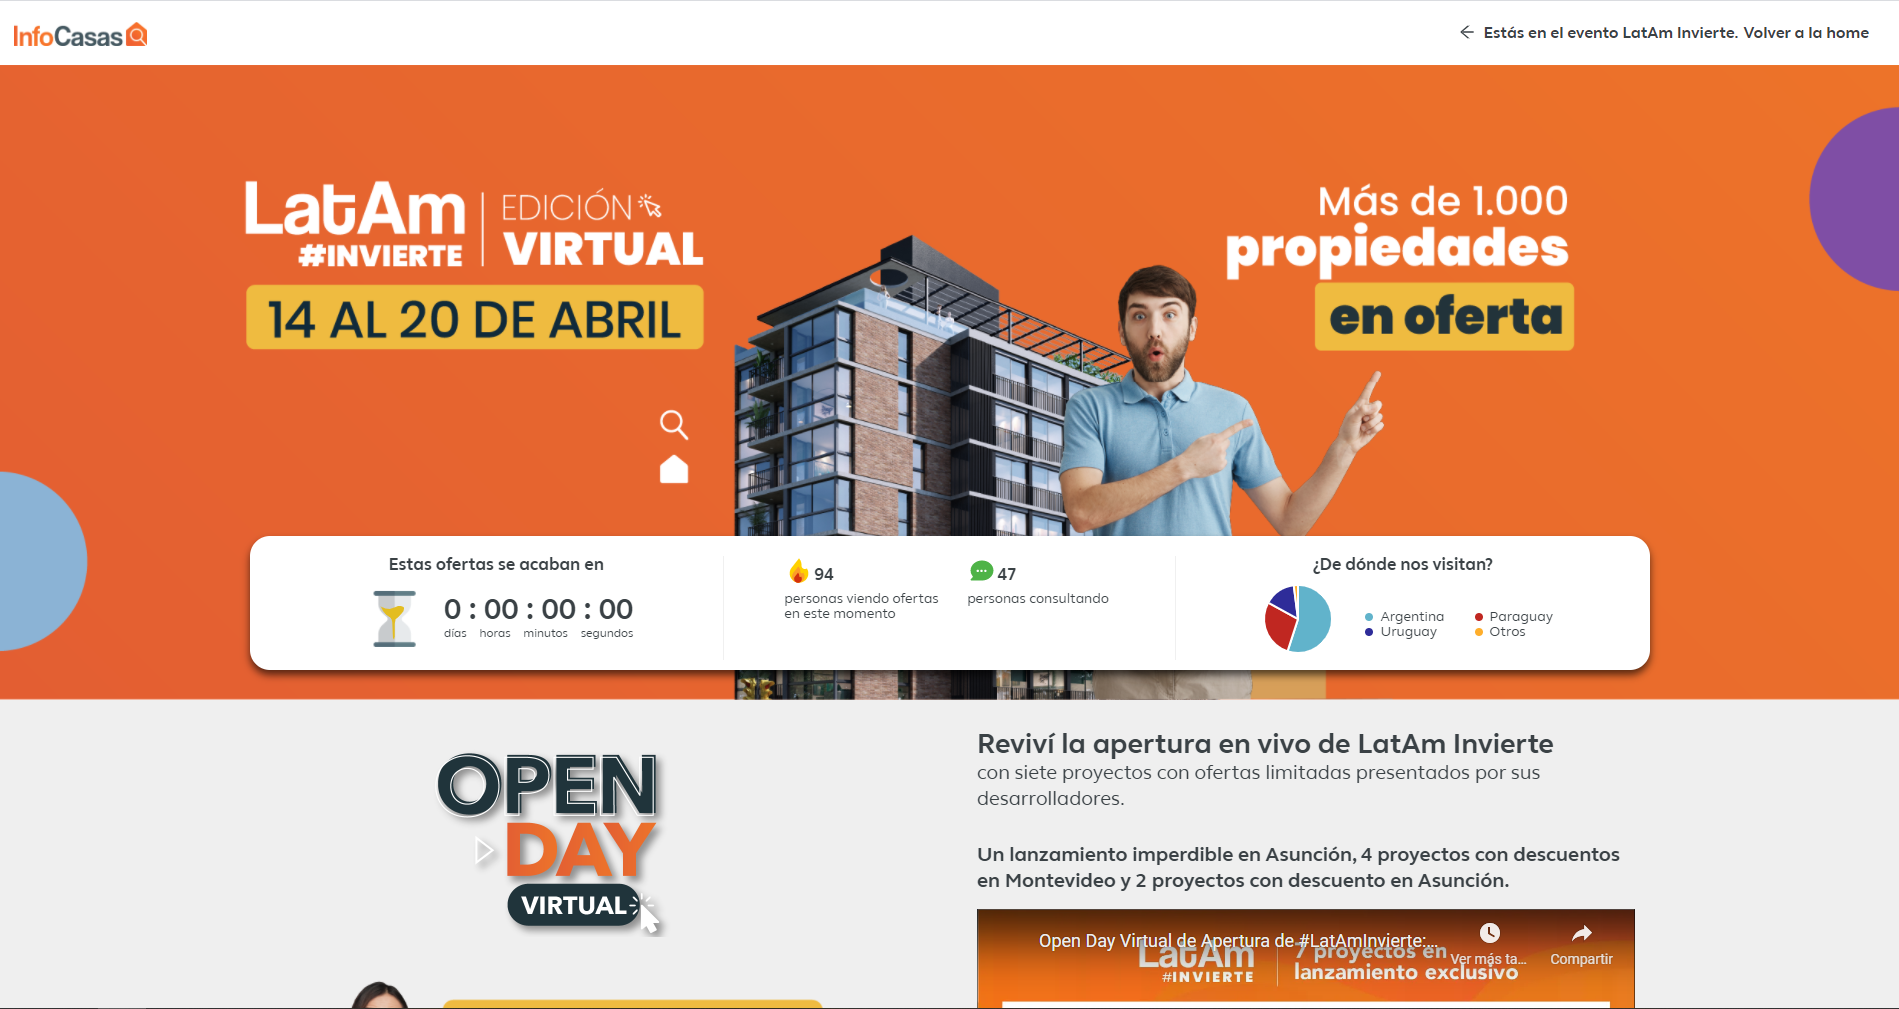 InfoCasas
← Estás en el evento LatAm Invierte. Volver a la home
LatAm
#INVIERTE
EDICIÓN
VIRTUAL
14 AL 20 DE ABRIL
Más de 1.000
propiedades
en oferta
Estas ofertas se acaban en
0 : 00 : 00 : 00
días horas minutos segundos
94
personas viendo ofertas
en este momento
47
personas consultando
¿De dónde nos visitan?
Argentina Paraguay
Uruguay Otros
OPEN
DAY
VIRTUAL
Reviví la apertura en vivo de LatAm Invierte
con siete proyectos con ofertas limitadas presentados por sus
desarrolladores.
Un lanzamiento imperdible en Asunción, 4 proyectos con descuentos
en Montevideo y 2 proyectos con descuento en Asunción.
Open Day Virtual de Apertura de #LatAmInvierte:...
Ver más ta...
Compartir
LatAm
#INVIERTE
7 proyectos en
lanzamiento exclusivo